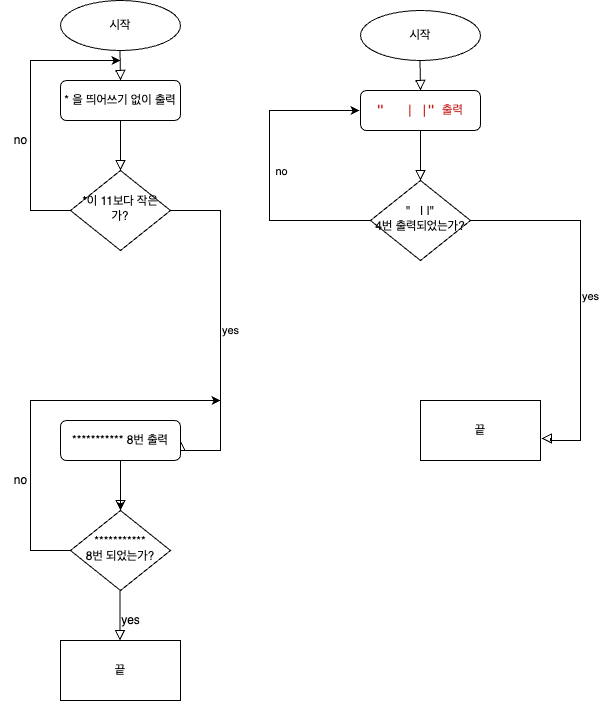 시작
* 을 띄어쓰기 없이 출력
no
*이 11보다 작은
가?
yes
*********** 8번 출력
no
***********
8번 되었는가?
yes
끝
시작
"   | |" 출력
no
"   | |"
4번 출력되었는가?
yes
끝